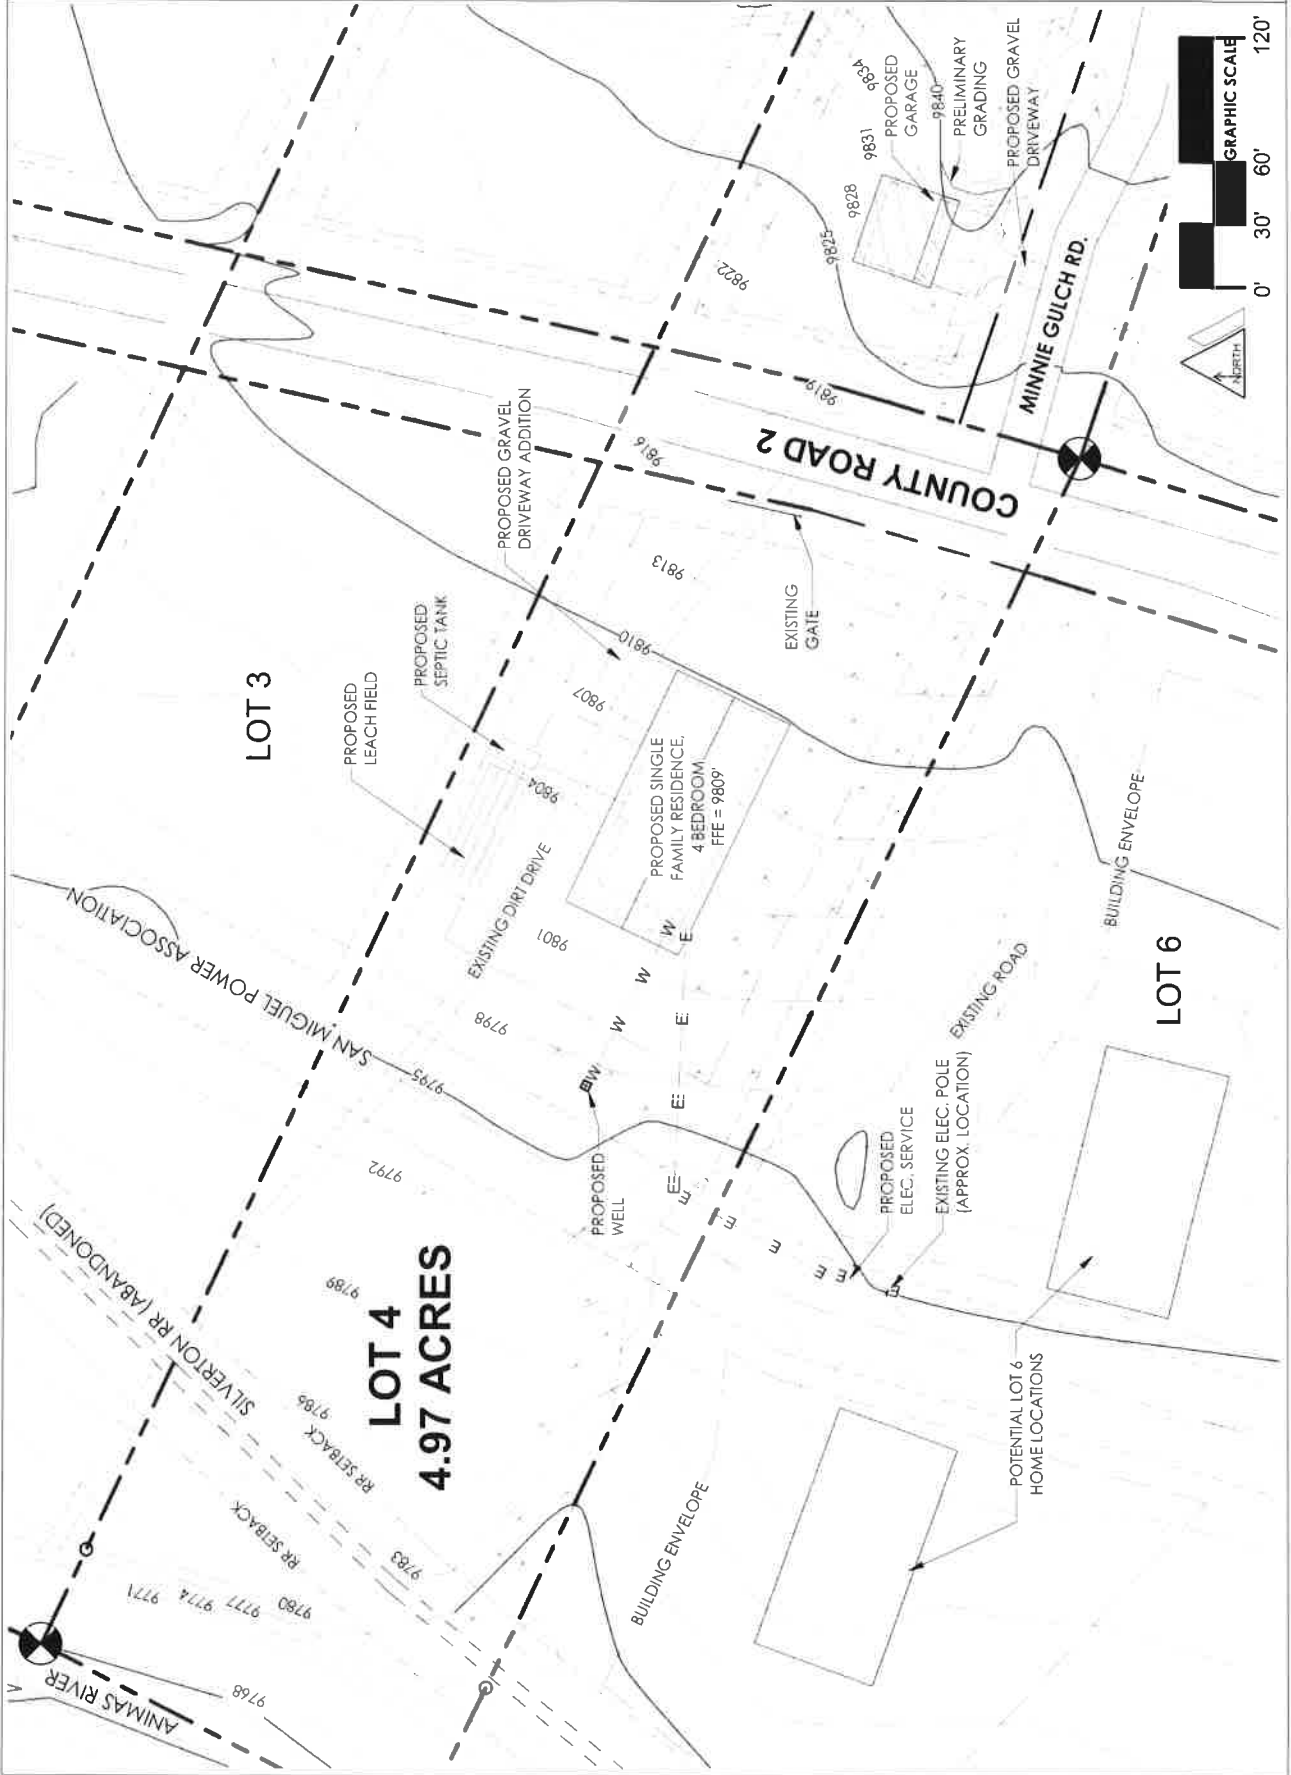 9834
9831
PROPOSED
GARAGE
9840
PRELIMINARY
GRADING
PROPOSED GRAVEL
DRIVEWAY
9828
9825
9822
MINNIE GULCH RD.
GRAPHIC SCALE
0'
30'
60'
120'
NORTH
9819
COUNTY ROAD 2
9816
PROPOSED GRAVEL
DRIVEWAY ADDITION
9813
EXISTING
GATE
9810
PROPOSED
SEPTIC TANK
LOT 3
PROPOSED
LEACH FIELD
9807
9804
PROPOSED SINGLE
FAMILY RESIDENCE,
4 BEDROOM
FFE = 9809'
EXISTING DIRT DRIVE
9801
SAN MIGUEL POWER ASSOCIATION
9798
9795
W
W
W
W
E
E
E
E
E
E
E
E
E
E
PROPOSED
WELL
BUILDING ENVELOPE
LOT 6
EXISTING ROAD
PROPOSED
ELEC. SERVICE
EXISTING ELEC. POLE
(APPROX. LOCATION)
9792
9789
SILVERTON RR (ABANDONED)
LOT 4
4.97 ACRES
9786
RR SETBACK
RR SETBACK
9783
9780
9777
9774
9771
9768
ANIMAS RIVER
BUILDING ENVELOPE
POTENTIAL LOT 6
HOME LOCATIONS